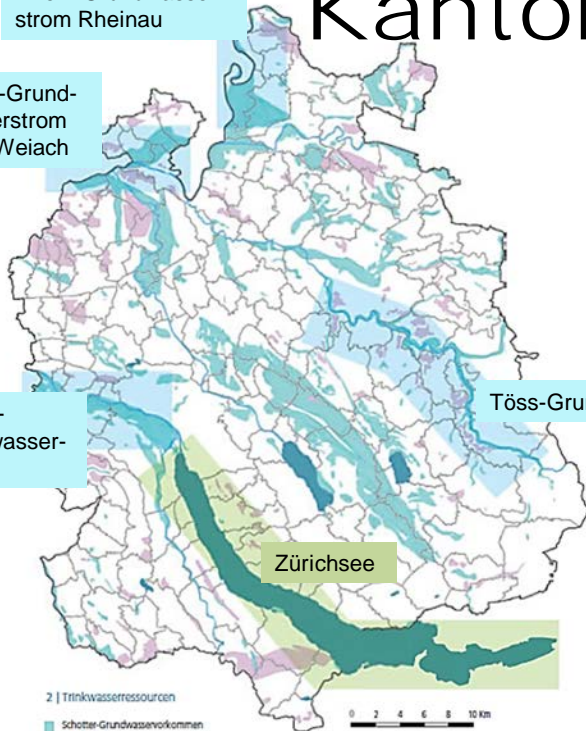 Kanton
strom Rheinau
-Grund-
erstrom
Weiach
Töss-Gru
-
wasser-
Zürichsee
2 | Trinkwasserressourcen
Schotter-Grundwasservorkommen
0 2 4 6 8 10 Km